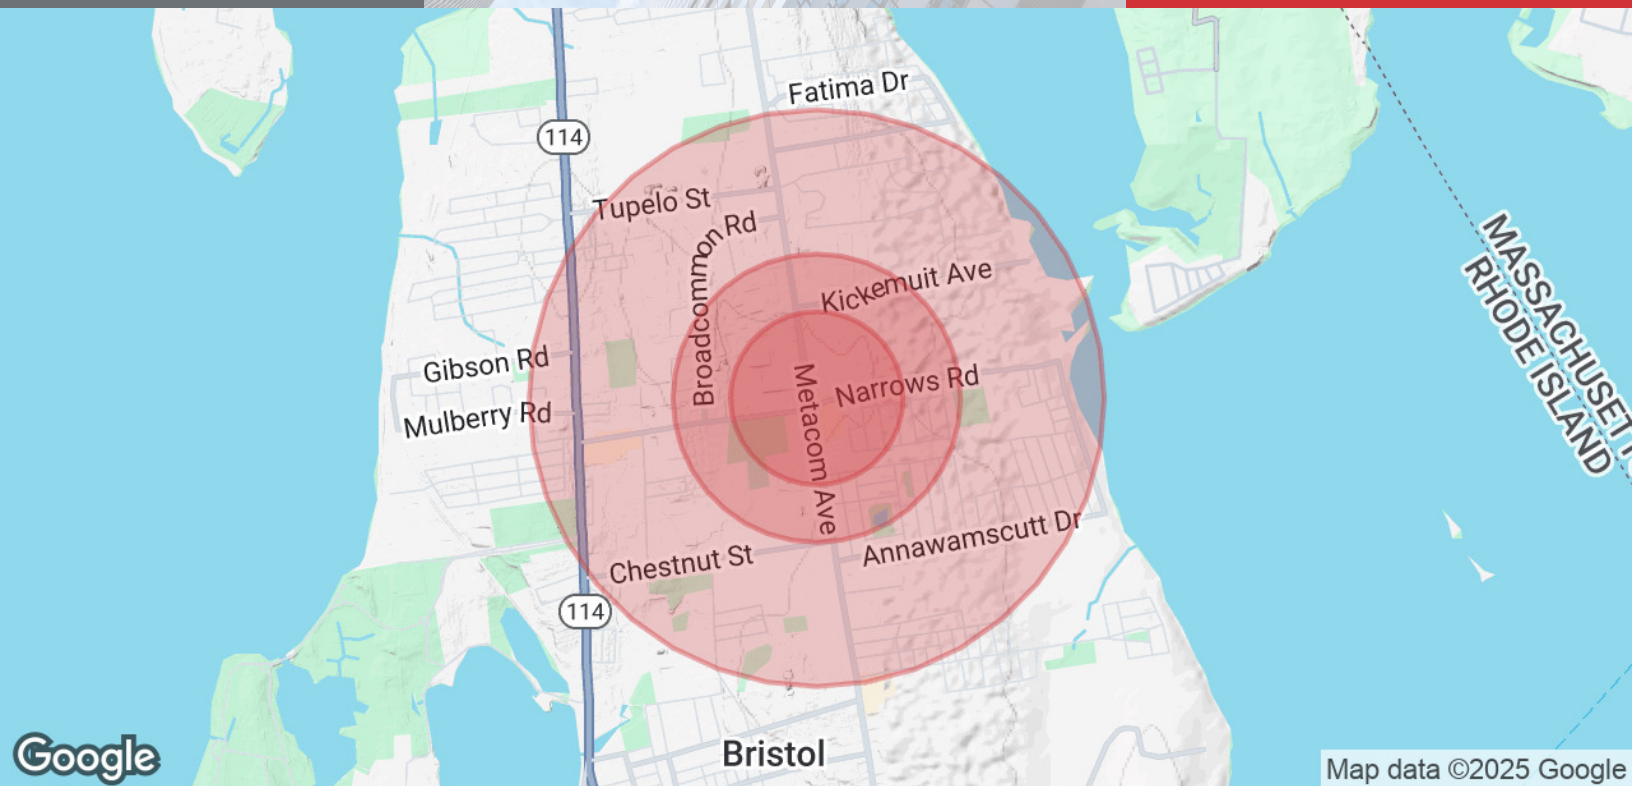 Fatima Dr
114
Tupelo St
Broadcommon Rd
Kickemuit Ave
MASSACHUSETT
RHODE ISLAND
Gibson Rd
Metacom Ave
Narrows Rd
Mulberry Rd
Annawamscutt Dr
Chestnut St
114
Bristol
Google
Map data ©2025 Google